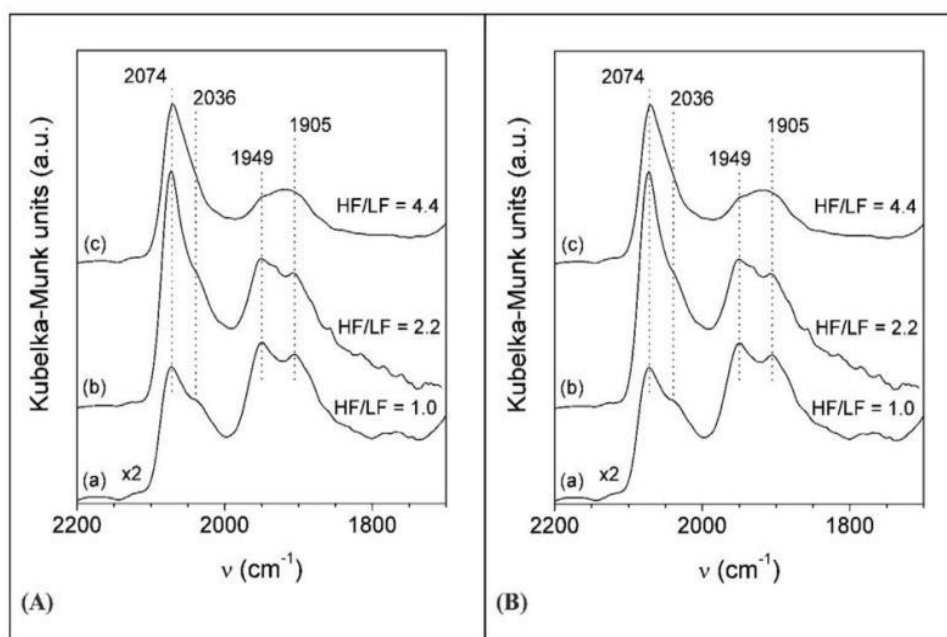 2074
2036
1949
1905
HF/LF = 4.4
(c)
HF/LF = 2.2
(b)
HF/LF = 1.0
(a)
x2
2200
2000
1800
ν (cm⁻¹)
Kubelka-Munk units (a.u.)
(A)
2074
2036
1949
1905
HF/LF = 4.4
(c)
HF/LF = 2.2
(b)
HF/LF = 1.0
(a)
x2
2200
2000
1800
ν (cm⁻¹)
Kubelka-Munk units (a.u.)
(B)